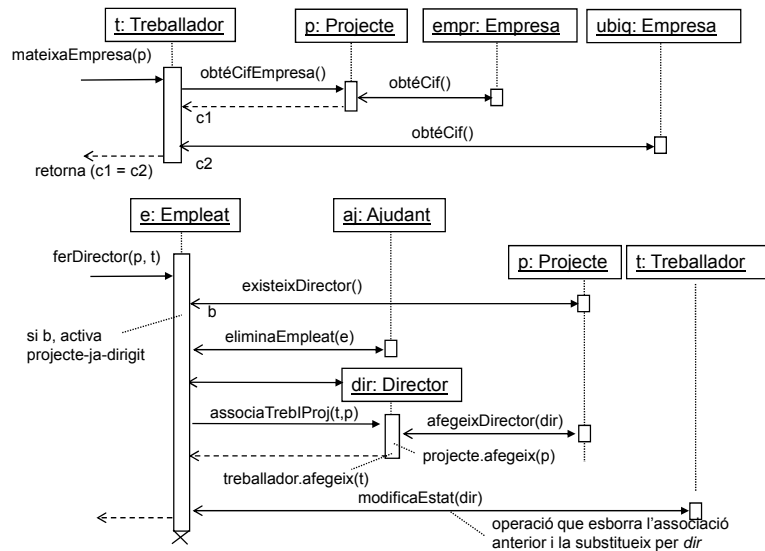 t: Treballador
p: Projecte
empr: Empresa
ubiq: Empresa
mateixaEmpresa(p)
obtéCifEmpresa()
obtéCif()
c1
obtéCif()
c2
retorna (c1 = c2)
e: Empleat
aj: Ajudant
ferDirector(p, t)
p: Projecte
t: Treballador
existeixDirector()
b
si b, activa
projecte-ja-dirigit
eliminaEmpleat(e)
dir: Director
associaTrebIProj(t,p)
afegeixDirector(dir)
projecte.afegeix(p)
treballador.afegeix(t)
modificaEstat(dir)
operació que esborra l'associació
anterior i la substitueix per dir